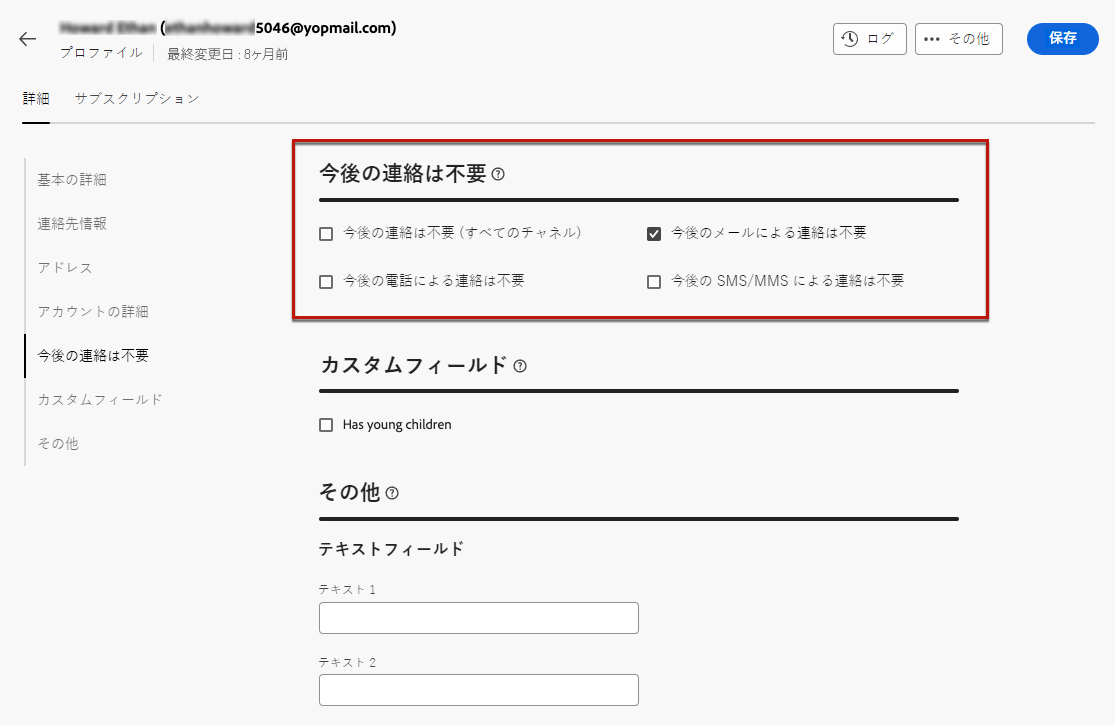 5046@yopmail.com)
プロファイル 最終変更日 : 8ヶ月前
ログ
その他
保存
詳細 サブスクリプション
基本の詳細
連絡先情報
アドレス
アカウントの詳細
今後の連絡は不要
カスタムフィールド
その他
今後の連絡は不要
今後の連絡は不要 (すべてのチャネル)
今後のメールによる連絡は不要
今後の電話による連絡は不要
今後の SMS/MMS による連絡は不要
カスタムフィールド
Has young children
その他
テキストフィールド
テキスト 1
テキスト 2